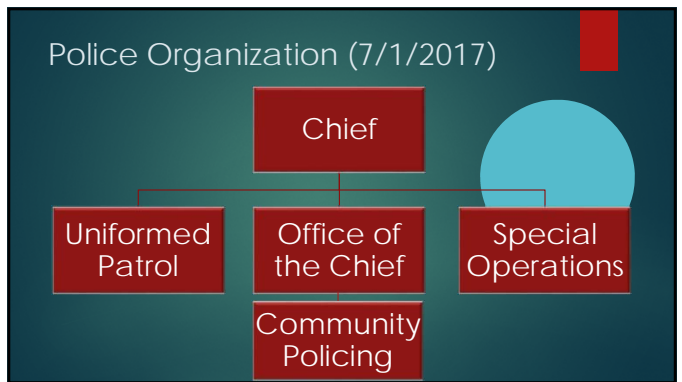 Police Organization (7/1/2017)
Chief
Uniformed
Patrol
Office of
the Chief
Special
Operations
Community
Policing